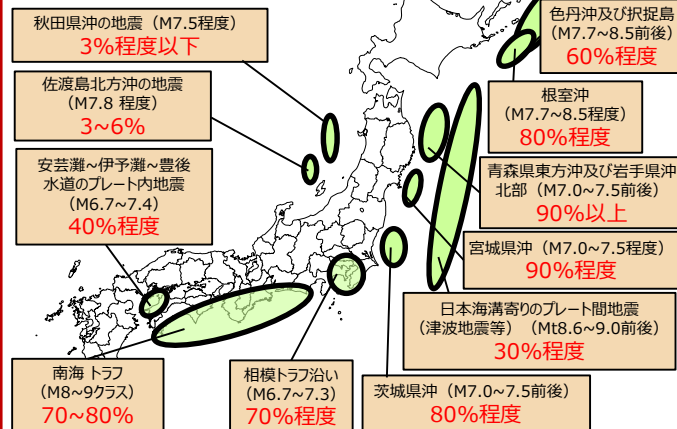 秋田県沖の地震（M7.5程度）
3%程度以下
佐渡島北方沖の地震
（M7.8 程度）
3~6%
安芸灘~伊予灘~豊後
水道のプレート内地震
（M6.7~7.4）
40%程度
南海 トラフ
（M8~9クラス）
70~80%
相模トラフ沿い
（M6.7~7.3）
70%程度
茨城県沖（M7.0~7.5前後）
80%程度
日本海溝寄りのプレート間地震
（津波地震等）（Mt8.6~9.0前後）
30%程度
宮城県沖（M7.0~7.5程度）
90%程度
青森県東方沖及び岩手県沖
北部（M7.0~7.5前後）
90%以上
根室沖
（M7.7~8.5程度）
80%程度
色丹沖及び択捉島
（M7.7~8.5前後）
60%程度